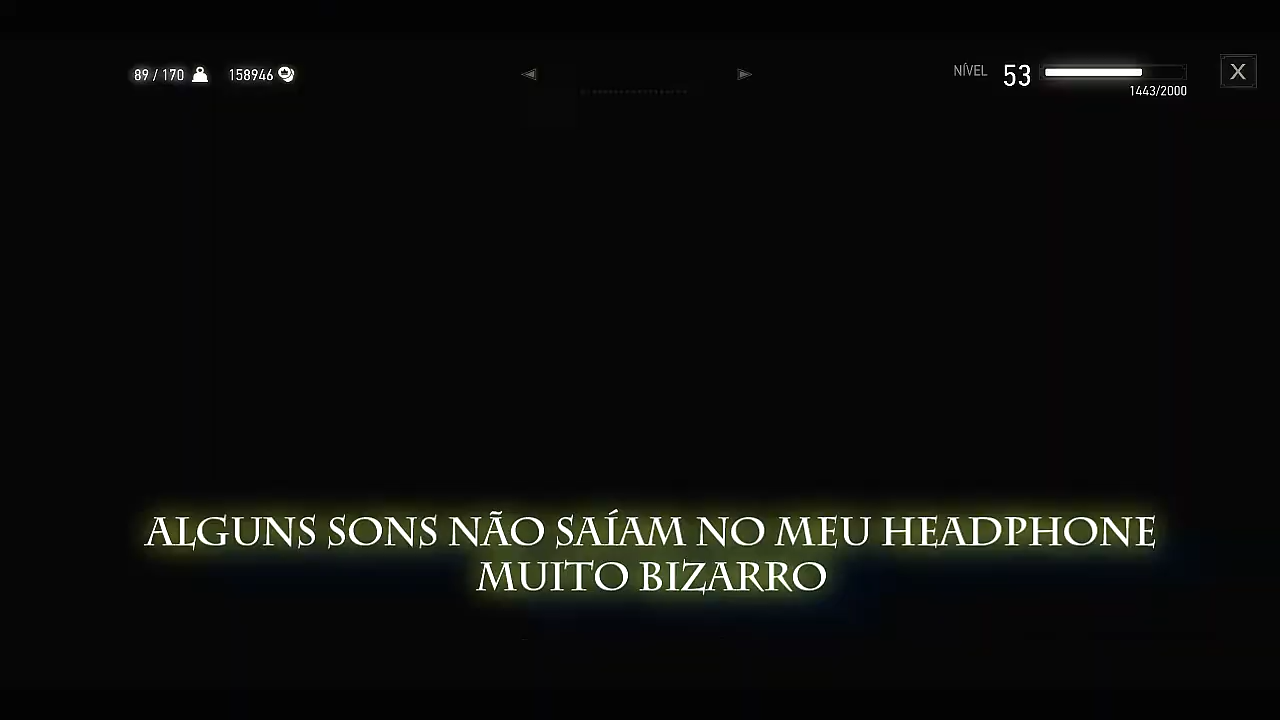 89 / 170 158946 NÍVEL 53 X
1443/2000
ALGUNS SONS NÃO SAÍAM NO MEU HEADPHONE
MUITO BIZARRO